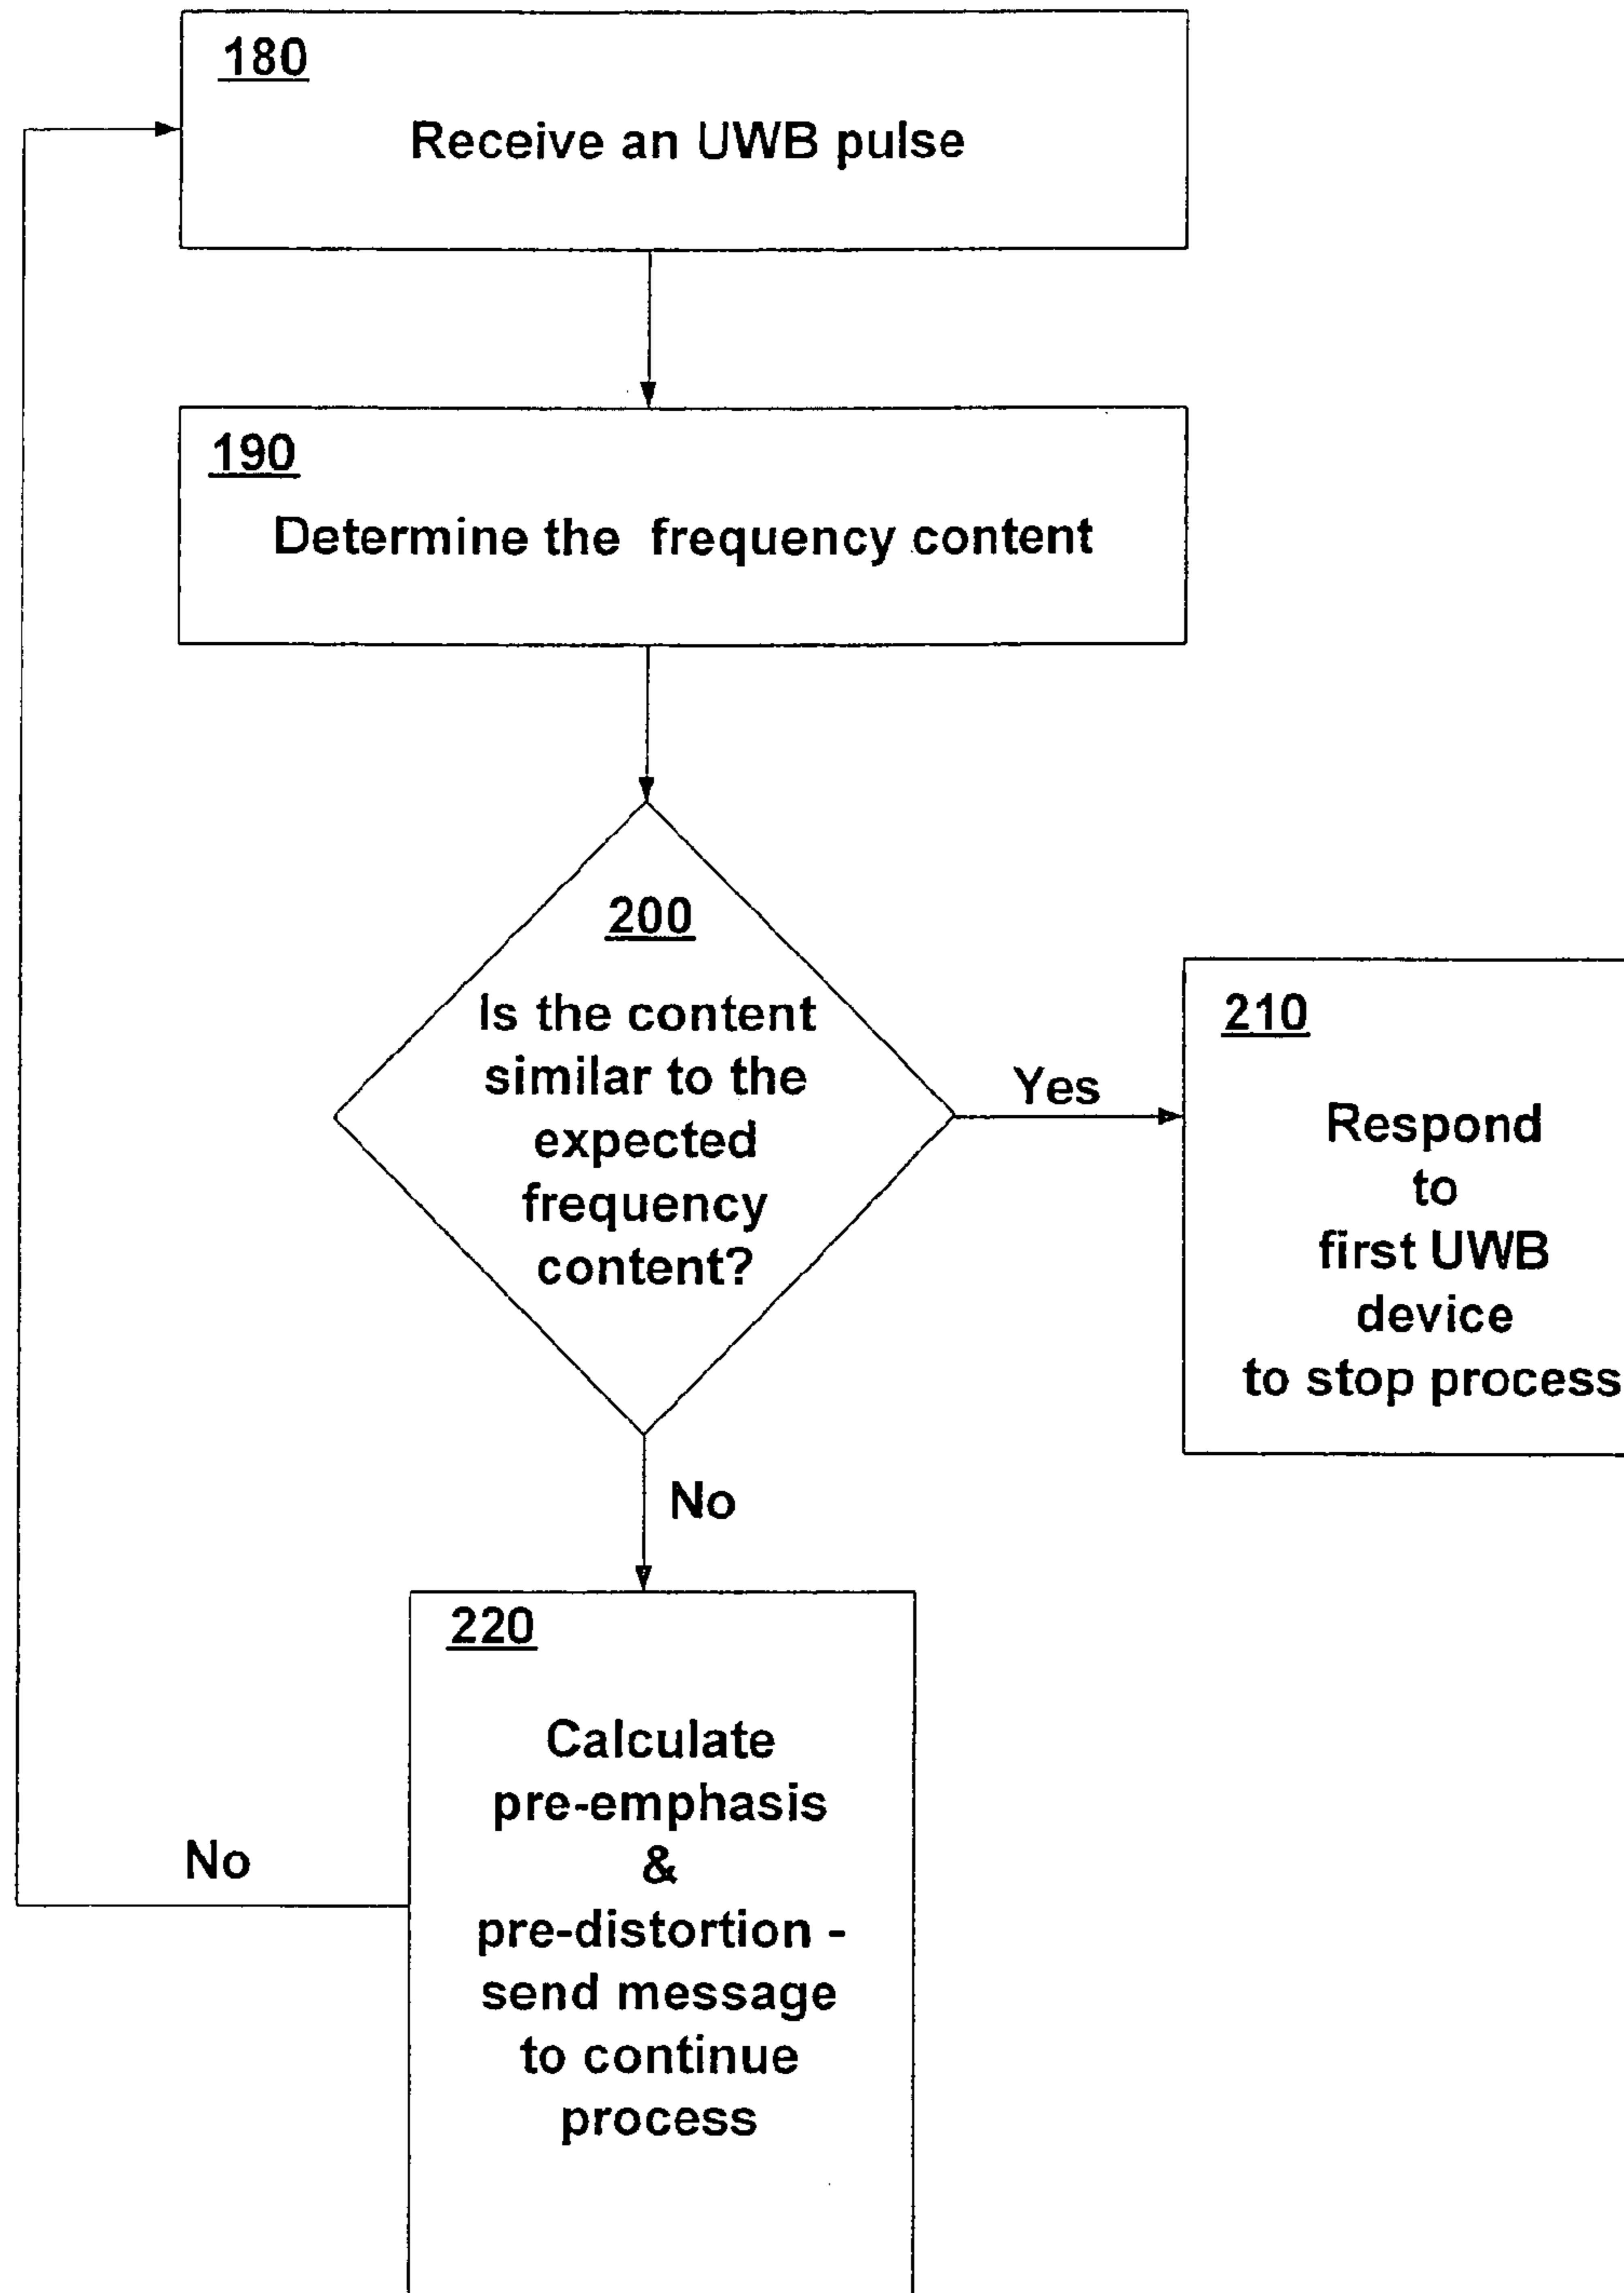 180
Receive an UWB pulse
190
Determine the frequency content
200
Is the content
similar to the
expected
frequency
content?
Yes
210
Respond
to
first UWB
device
to stop process
No
220
Calculate
pre-emphasis
&
pre-distortion -
send message
to continue
process
No